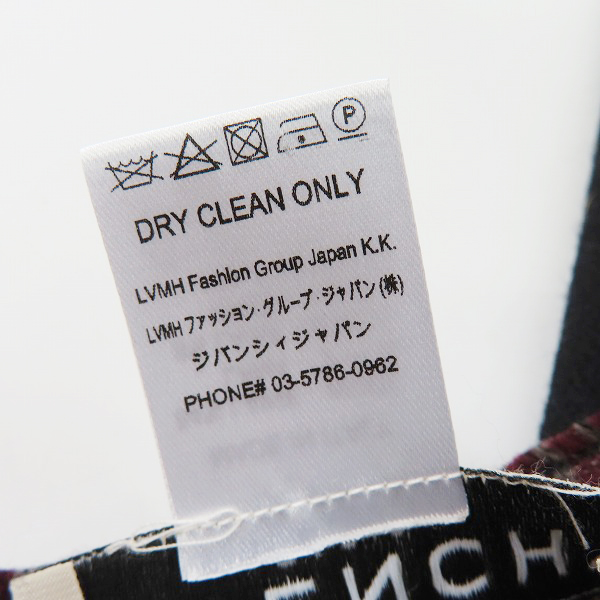 P
DRY CLEAN ONLY
LVMH Fashion Group Japan K.K.
LVMH ファッション・グループ・ジャパン(株)
ジバンシィジャパン
PHONE# 03-5786-0962